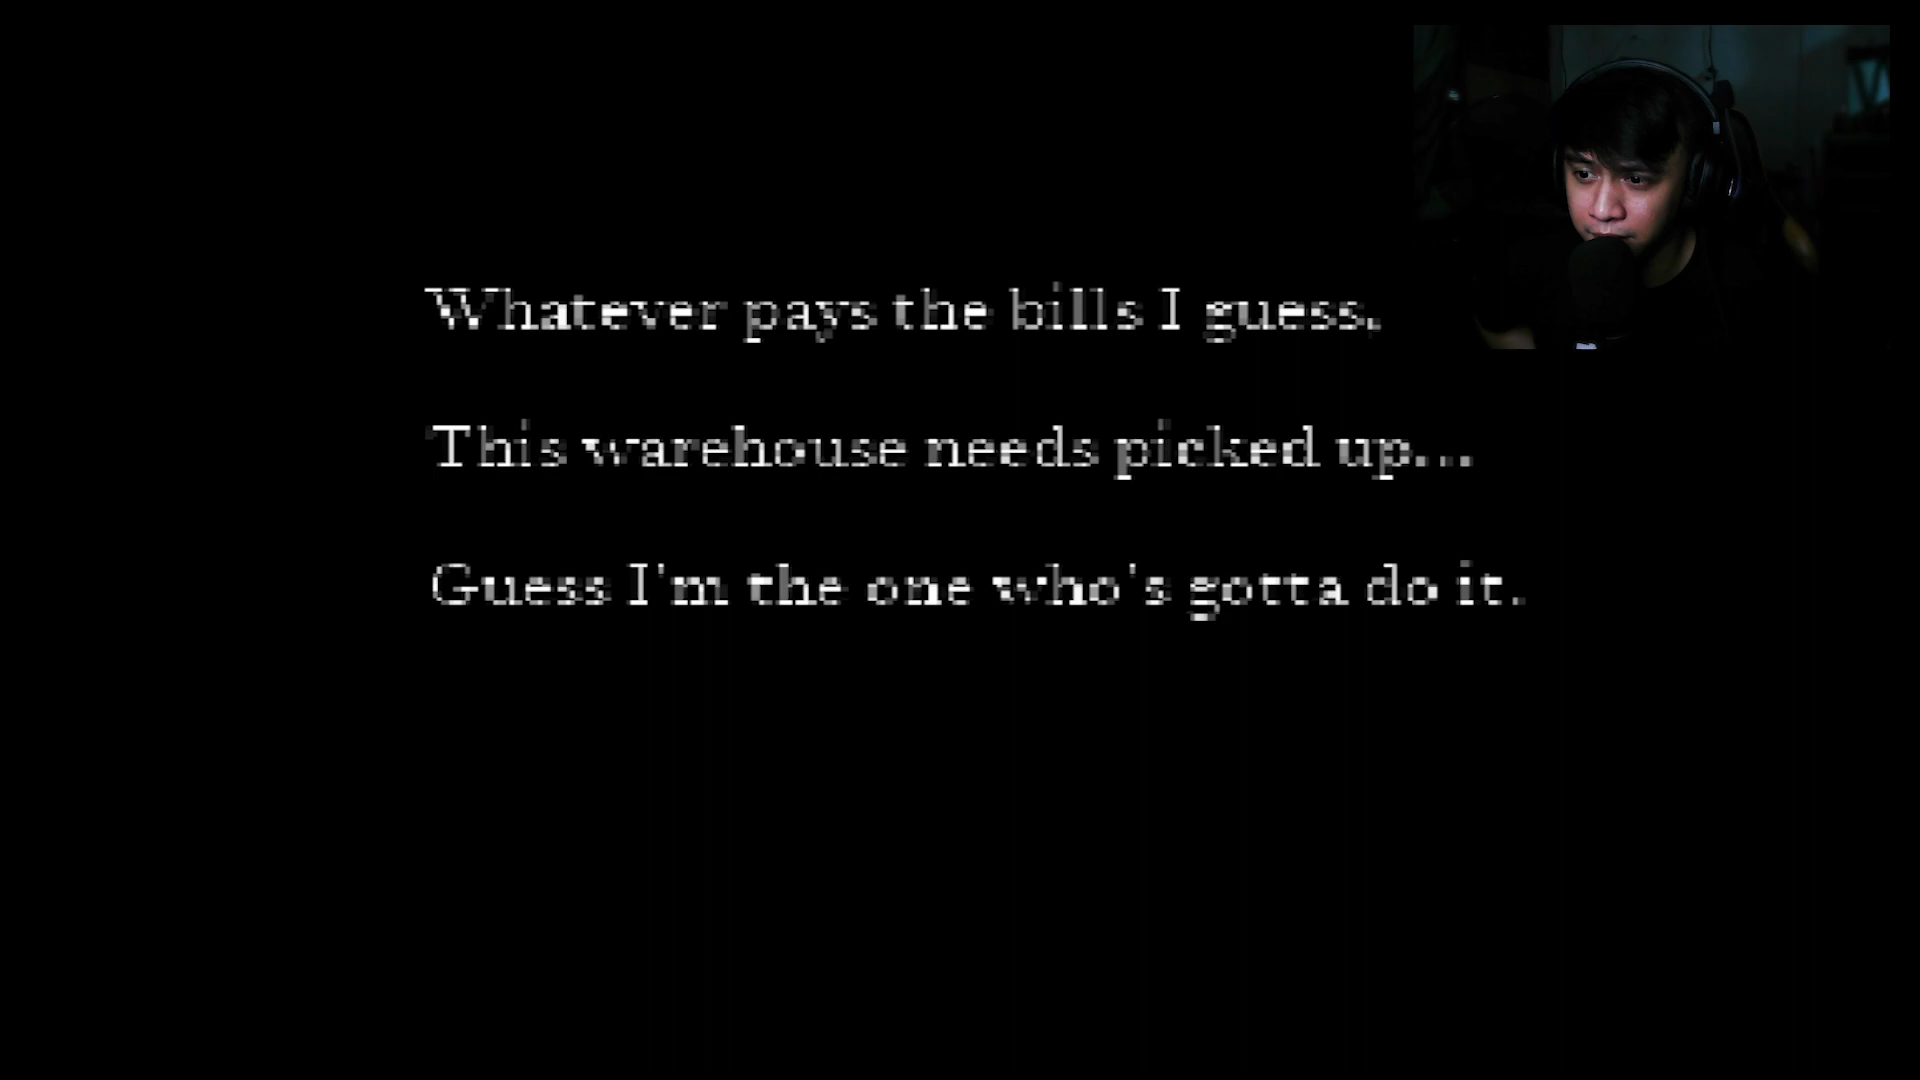 Whatever pays the bills I guess,
This warehouse needs picked up...
Guess I'm the one who's gotta do it.